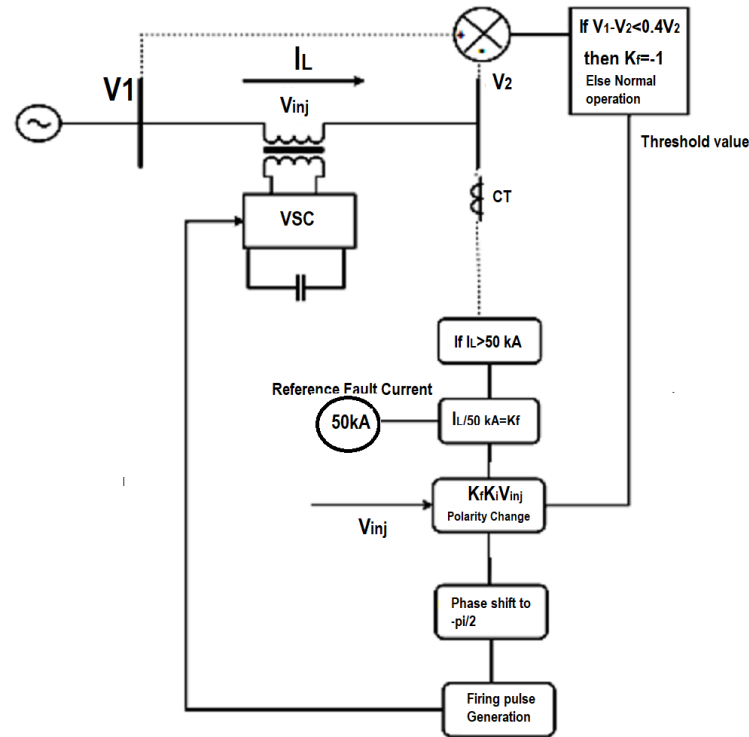 If V1-V2<0.4V2
then Kf=-1
Else Normal
operation
+
-
IL
V1
V2
Vinj
Threshold value
CT
VSC
If IL>50 kA
Reference Fault Current
50kA
IL/50 kA=Kf
KfKiVinj
Polarity Change
Vinj
Phase shift to
-pi/2
Firing pulse
Generation